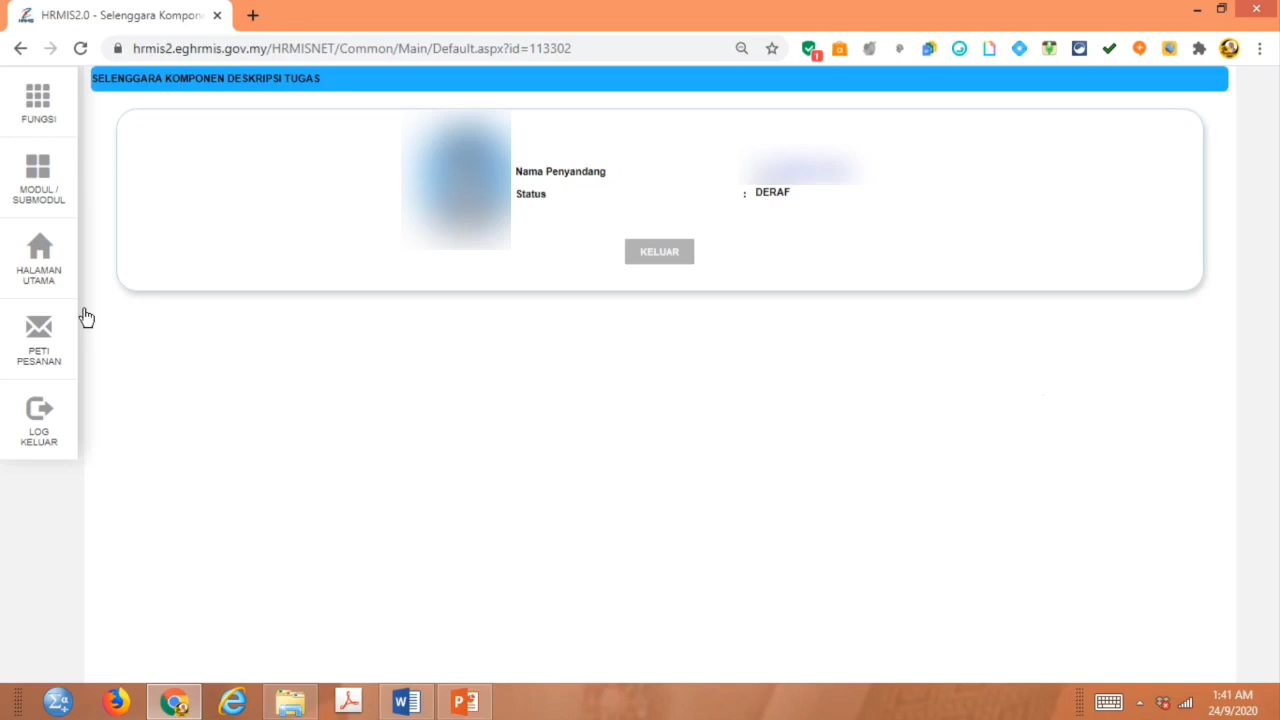 HRMIS2.0 - Selenggara Kompon
hrmis2.eghrmis.gov.my/HRMISNET/Common/Main/Default.aspx?id=113302
1
SELENGGARA KOMPONEN DESKRIPSI TUGAS
FUNGSI
MODUL /
SUBMODUL
HALAMAN
UTAMA
PETI
PESANAN
LOG
KELUAR
Nama Penyandang
Status : DERAF
KELUAR
1:41 AM
24/9/2020